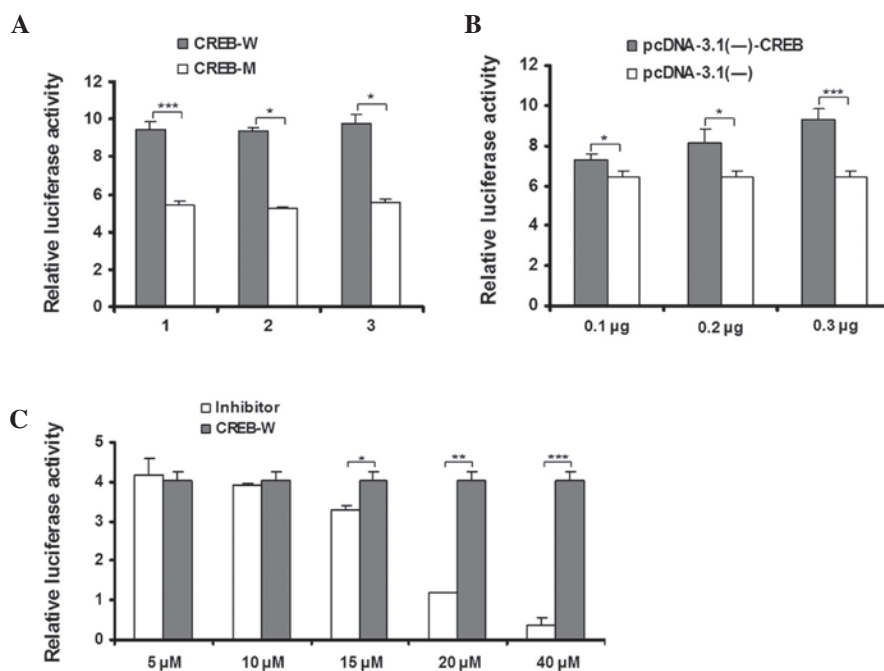 A
CREB-W
CREB-M
Relative luciferase activity
12
10
8
6
4
2
0
***
*
*
1 2 3
B
pcDNA-3.1(—)-CREB
pcDNA-3.1(—)
Relative luciferase activity
12
10
8
6
4
2
0
*
*
***
0.1 μg 0.2 μg 0.3 μg
C
Inhibitor
CREB-W
Relative luciferase activity
5
4
3
2
1
0
*
**
***
5 μM 10 μM 15 μM 20 μM 40 μM